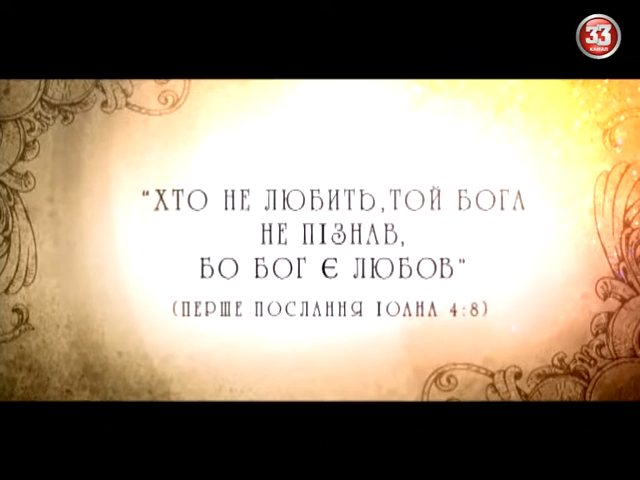 33
КАНАЛ
“ХТО НЕ ЛЮБИТЬ,ТОЙ БОГА
НЕ ПІЗНАВ,
БО БОГ Є ЛЮБОВ”
(ПЕРШЕ ПОСЛАННЯ ІОАНА 4:8)